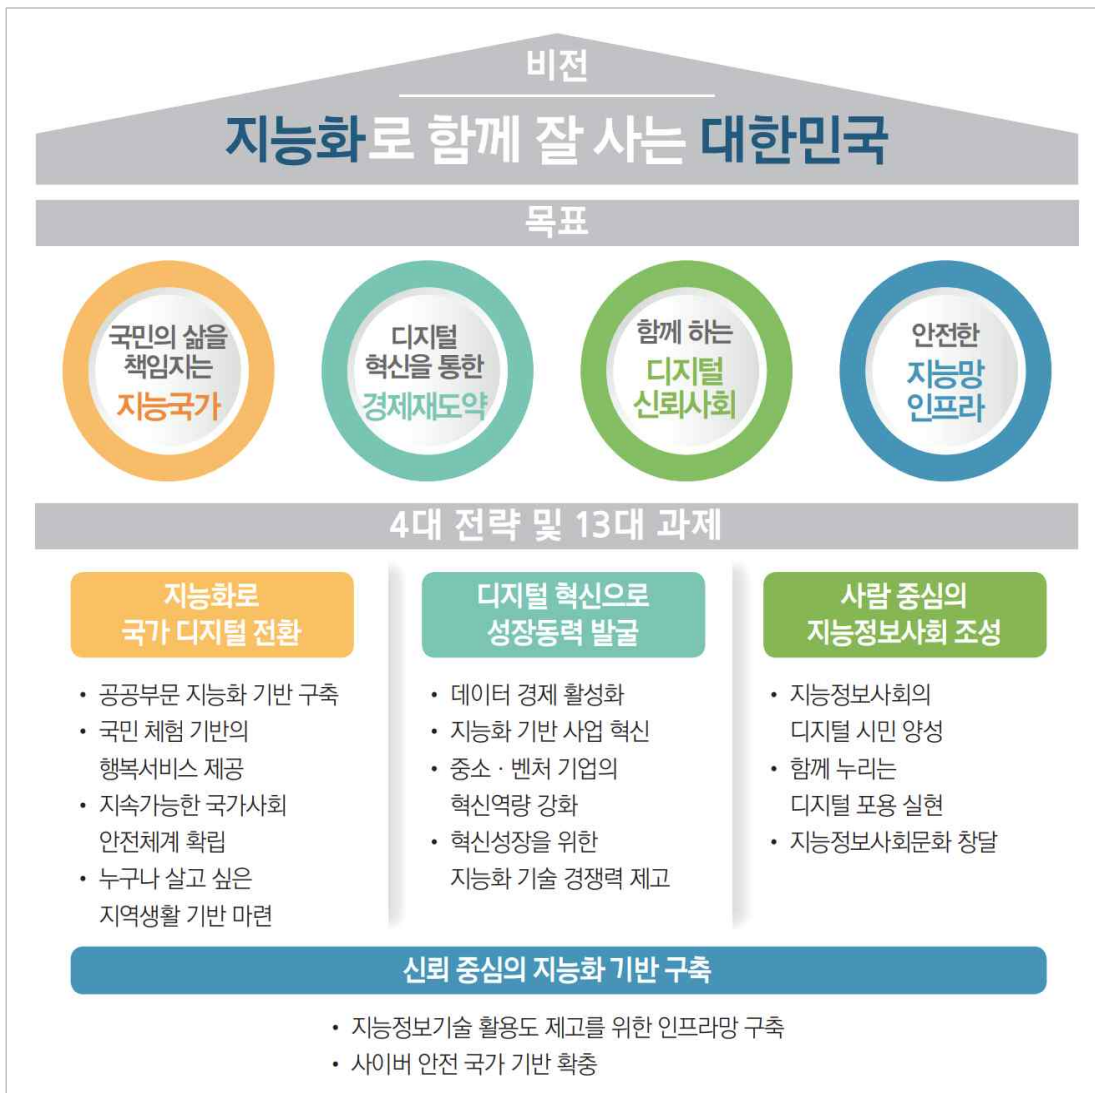 비전
지능화로 함께 잘 사는 대한민국
목표
국민의 삶을
책임지는
지능국가
디지털
혁신을 통한
경제재도약
함께 하는
디지털
신뢰사회
안전한
지능망
인프라
4대 전략 및 13대 과제
지능화로
국가 디지털 전환
• 공공부문 지능화 기반 구축
• 국민 체험 기반의
행복서비스 제공
• 지속가능한 국가사회
안전체계 확립
• 누구나 살고 싶은
지역생활 기반 마련
디지털 혁신으로
성장동력 발굴
• 데이터 경제 활성화
• 지능화 기반 사업 혁신
• 중소 · 벤처 기업의
혁신역량 강화
• 혁신성장을 위한
지능화 기술 경쟁력 제고
사람 중심의
지능정보사회 조성
• 지능정보사회의
디지털 시민 양성
• 함께 누리는
디지털 포용 실현
• 지능정보사회문화 창달
신뢰 중심의 지능화 기반 구축
• 지능정보기술 활용도 제고를 위한 인프라망 구축
• 사이버 안전 국가 기반 확충